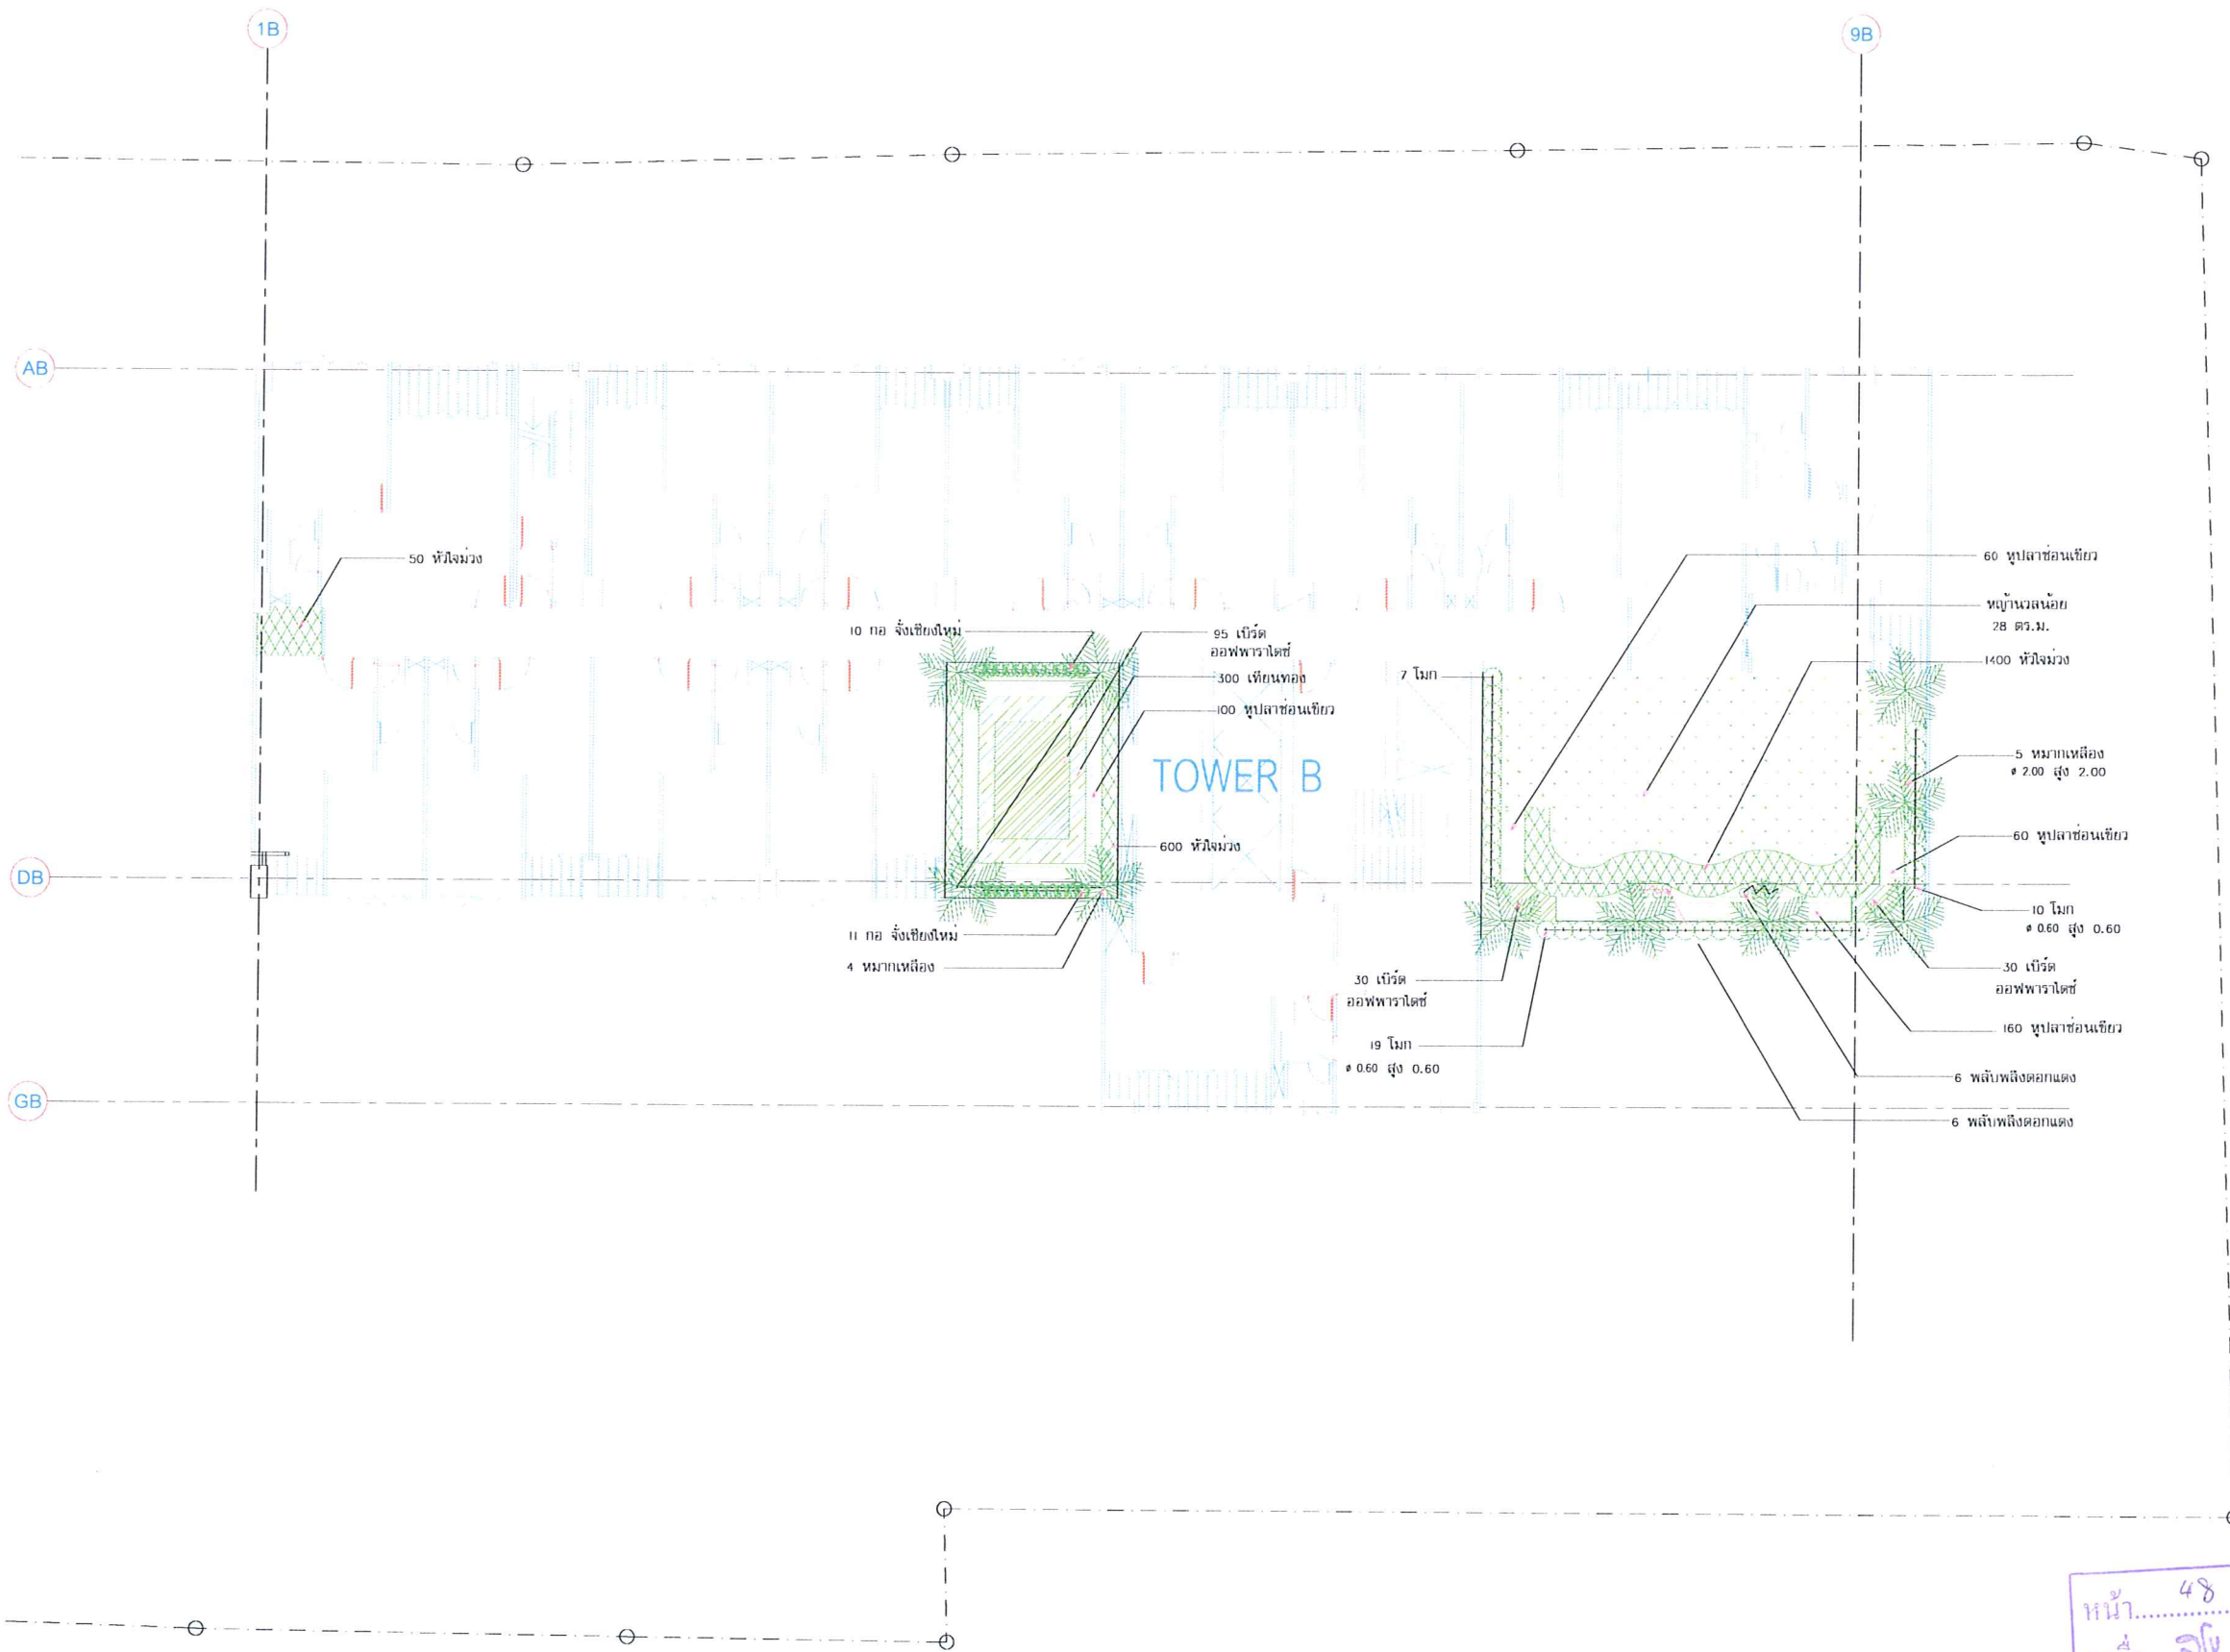 1B
9B
AB
50 หัวใจม่วง
60 หูปลาช่อนเขียว
หญ้านวลน้อย
28 ตร.ม.
10 กอ จั๋งเชียงใหม่
95 เบิร์ด
ออฟพาราไดซ์
1400 หัวใจม่วง
300 เทียนทอง
7 โมก
100 หูปลาช่อนเขียว
TOWER B
5 หมากเหลือง
ø 2.00 สูง 2.00
600 หัวใจม่วง
60 หูปลาช่อนเขียว
DB
10 โมก
ø 0.60 สูง 0.60
11 กอ จั๋งเชียงใหม่
4 หมากเหลือง
30 เบิร์ด
ออฟพาราไดซ์
30 เบิร์ด
ออฟพาราไดซ์
160 หูปลาช่อนเขียว
19 โมก
ø 0.60 สูง 0.60
6 พลับพลึงดอกแดง
GB
6 พลับพลึงดอกแดง
หน้า 48